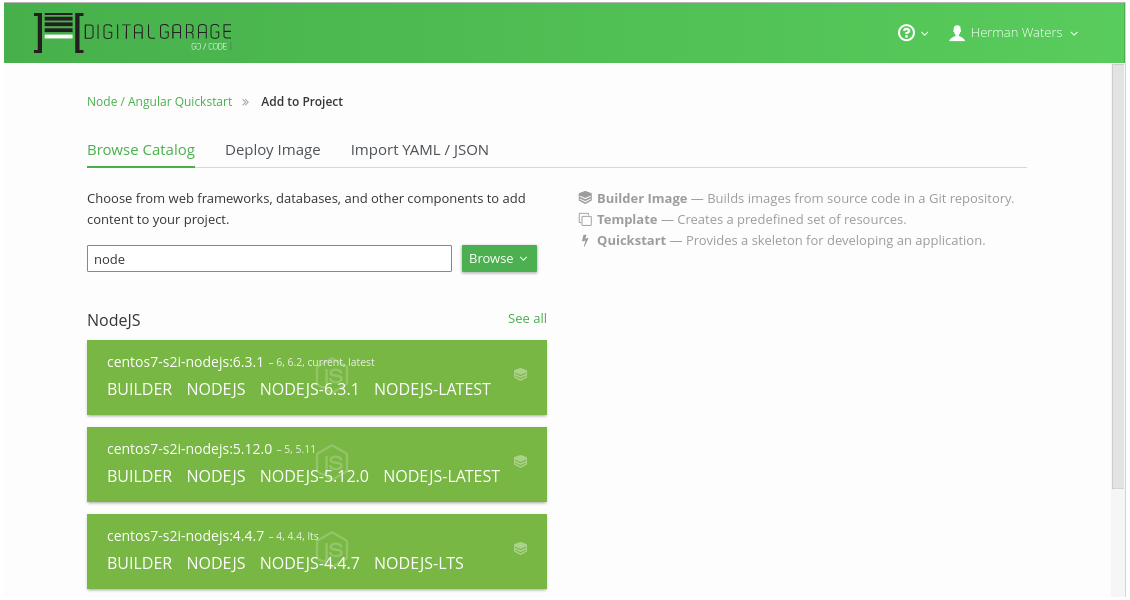 DIGITALGARAGE
GO / CODE
Herman Waters
Node / Angular Quickstart » Add to Project
Browse Catalog Deploy Image Import YAML / JSON
Choose from web frameworks, databases, and other components to add
content to your project.
Builder Image — Builds images from source code in a Git repository.
Template — Creates a predefined set of resources.
Quickstart — Provides a skeleton for developing an application.
node
Browse
NodeJS
See all
centos7-s2i-nodejs:6.3.1 – 6, 6.2, current, latest
BUILDER NODEJS NODEJS-6.3.1 NODEJS-LATEST
centos7-s2i-nodejs:5.12.0 – 5, 5.11
BUILDER NODEJS NODEJS-5.12.0 NODEJS-LATEST
centos7-s2i-nodejs:4.4.7 – 4, 4.4, lts
BUILDER NODEJS NODEJS-4.4.7 NODEJS-LTS